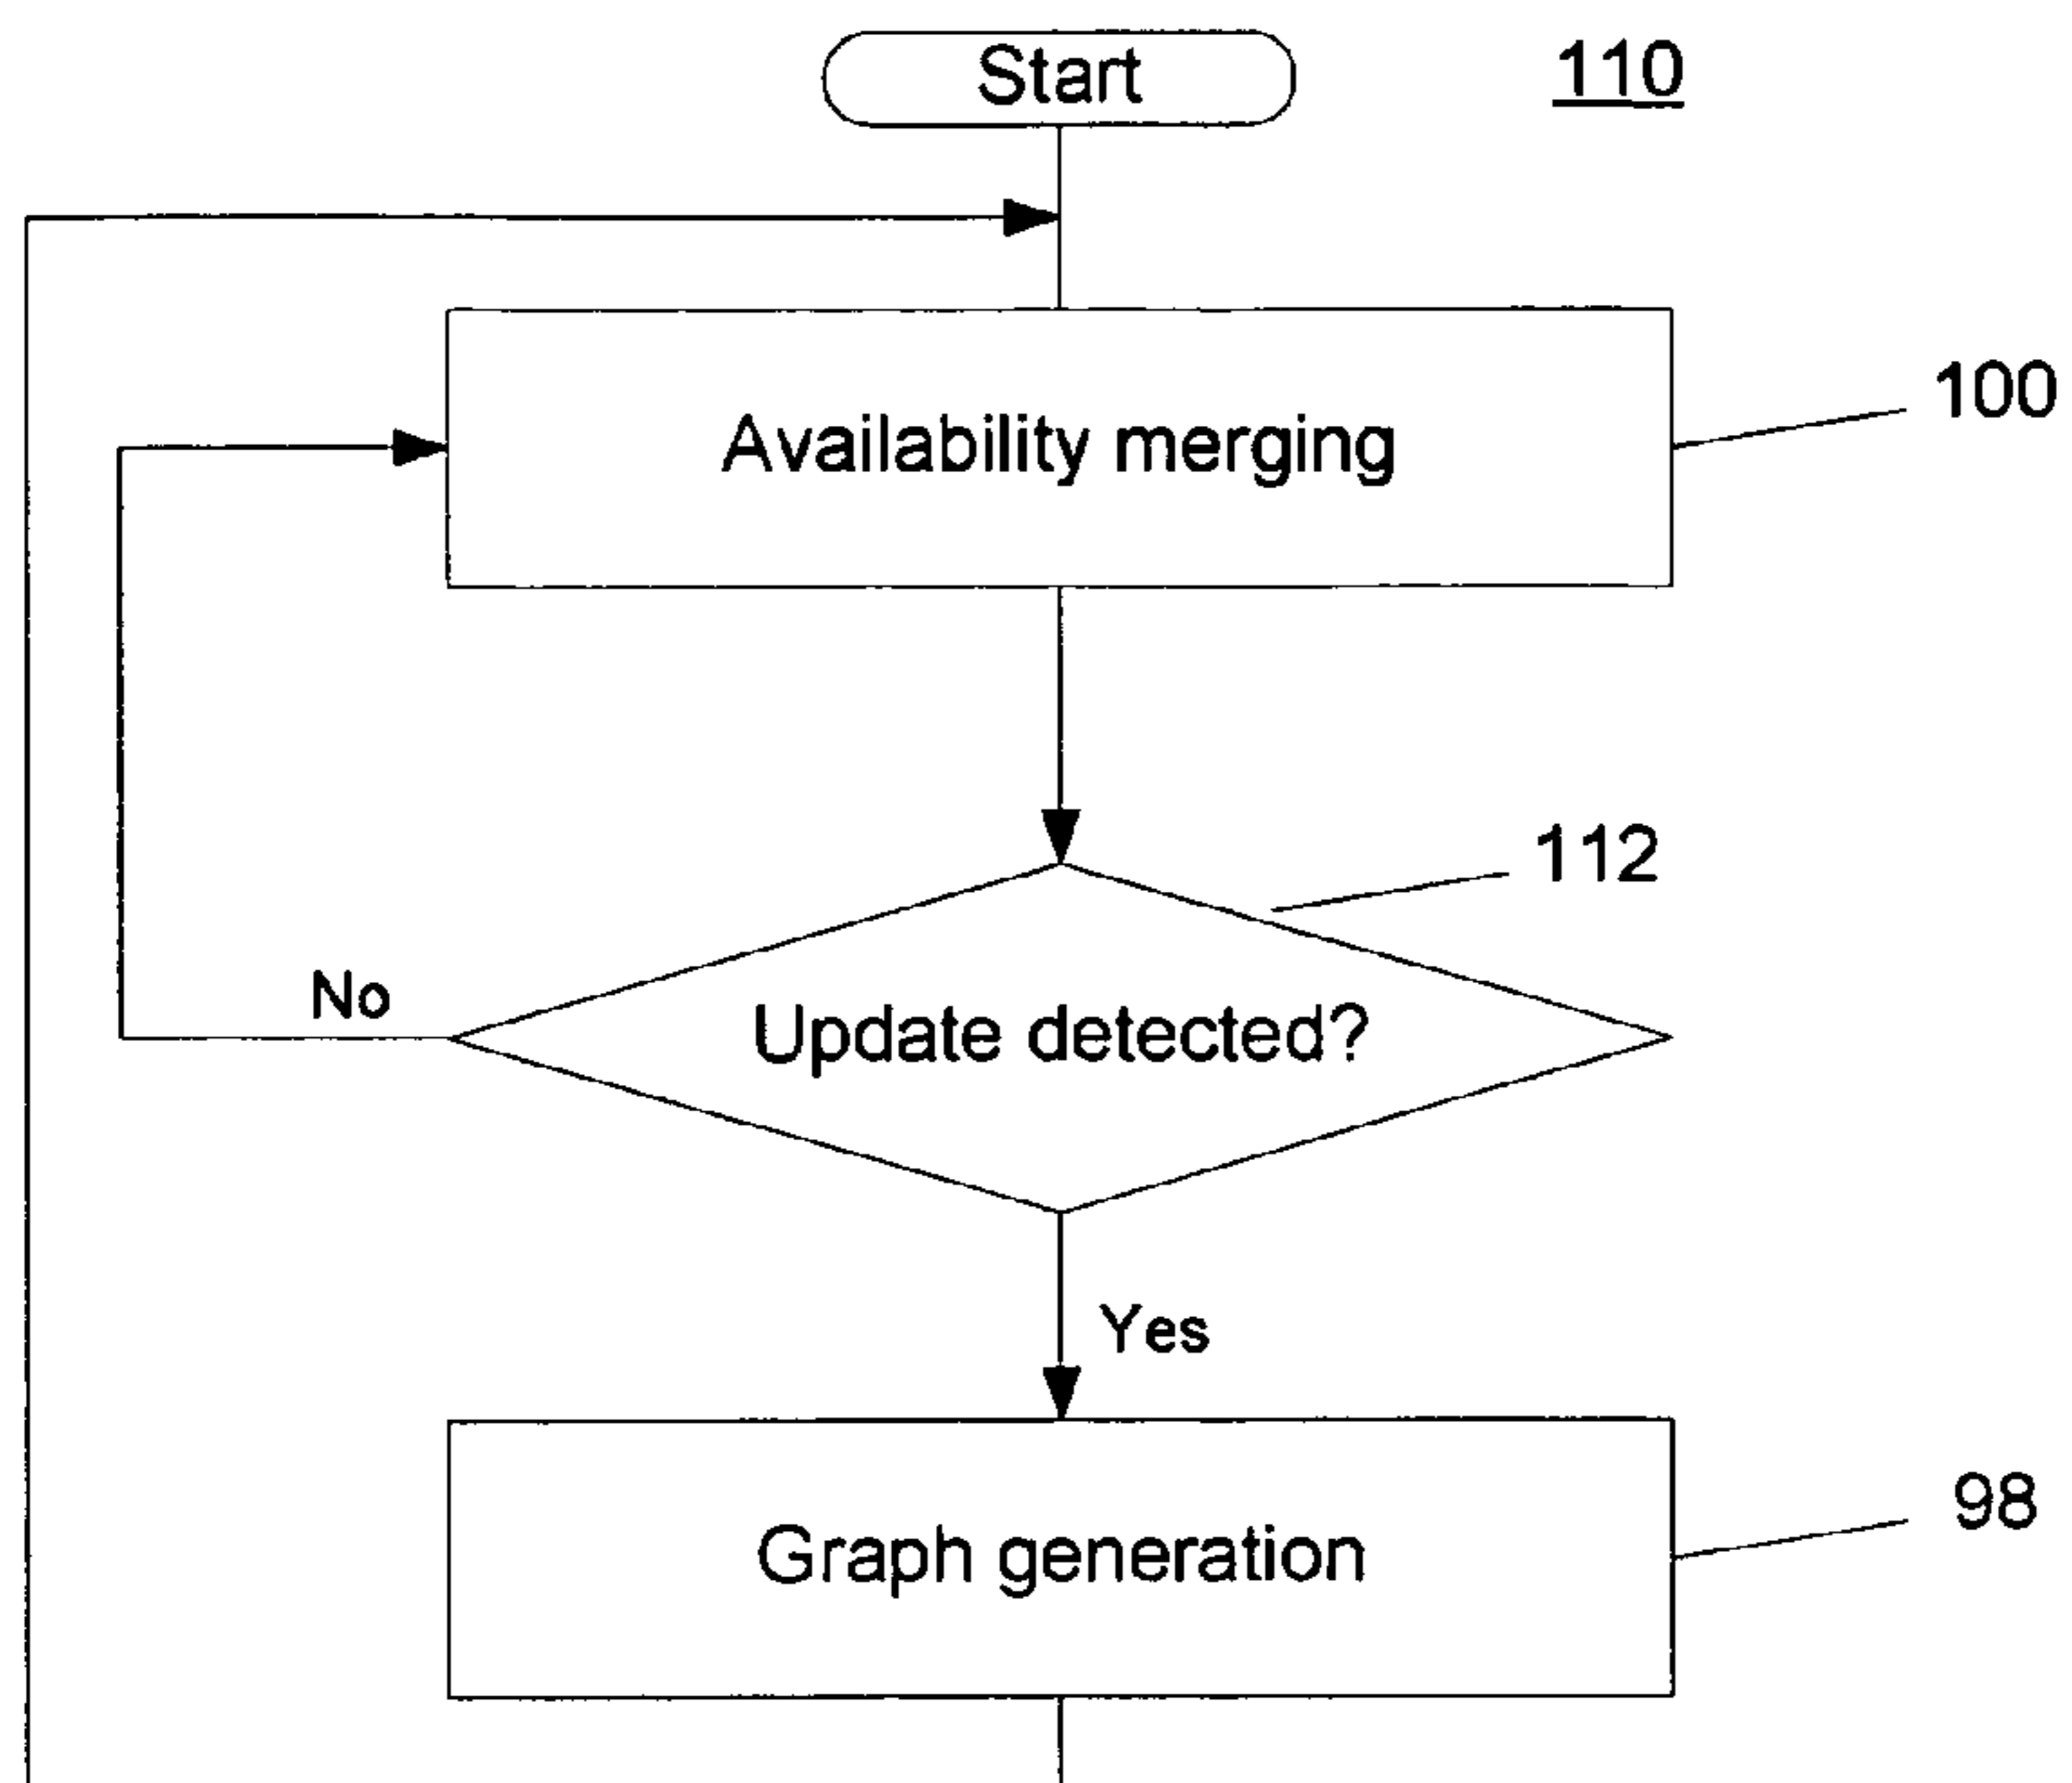 Start
110
Availability merging
100
112
No
Update detected?
Yes
Graph generation
98